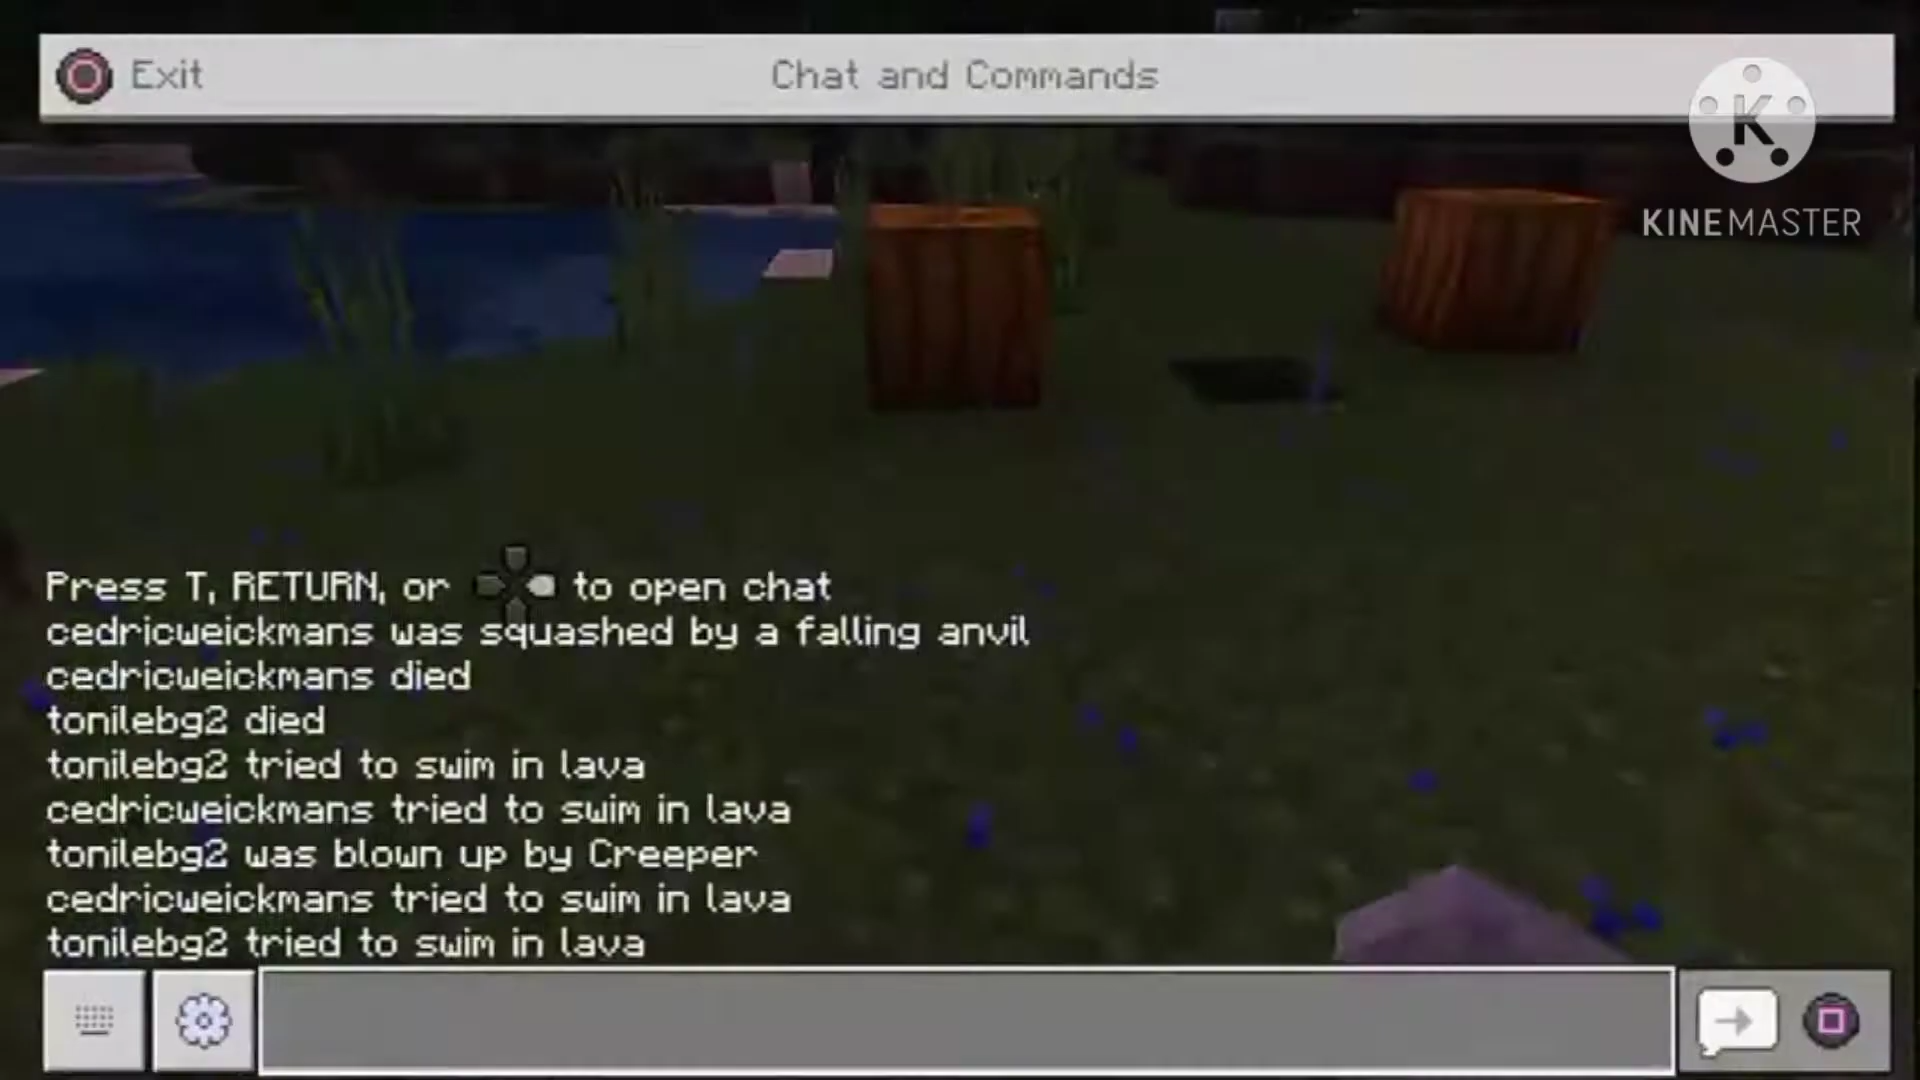 Exit
Chat and Commands
K
KINEMASTER
Press T, RETURN, or to open chat
cedricweickmans was squashed by a falling anvil
cedricweickmans died
tonilebg2 died
tonilebg2 tried to swim in lava
cedricweickmans tried to swim in lava
tonilebg2 was blown up by Creeper
cedricweickmans tried to swim in lava
tonilebg2 tried to swim in lava